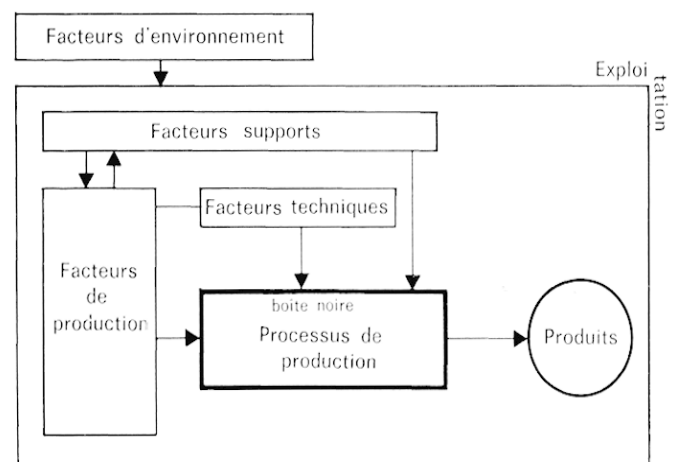 Facteurs d'environnement
Exploi
tation
Facteurs supports
Facteurs techniques
Facteurs
de
production
boite noire
Processus de
production
Produits